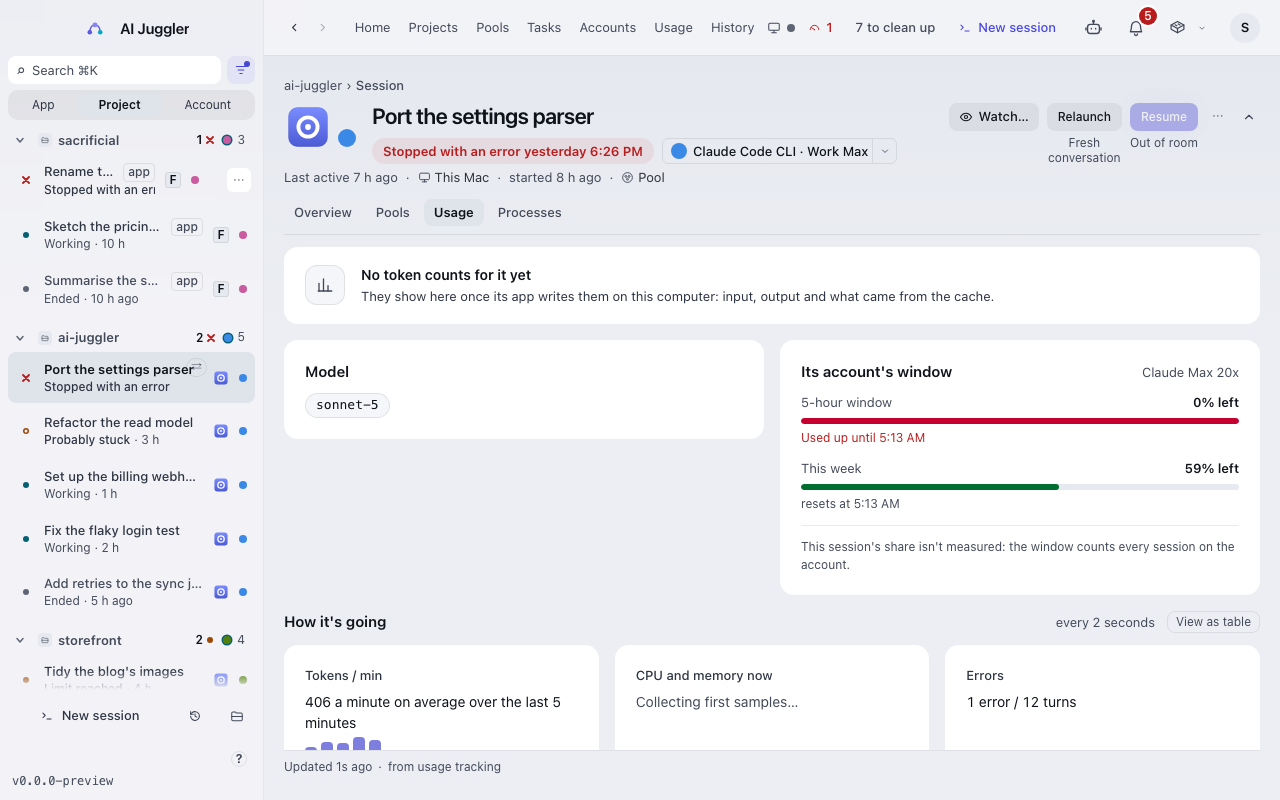 AI Juggler
Search ⌘K
App Project Account
sacrificial 1 3
Rename t... app F
Stopped with an err
Sketch the pricin... app F
Working · 10 h
Summarise the s... app F
Ended · 10 h ago
ai-juggler 2 5
Port the settings parser
Stopped with an error
Refactor the read model
Probably stuck · 3 h
Set up the billing webh...
Working · 1 h
Fix the flaky login test
Working · 2 h
Add retries to the sync j...
Ended · 5 h ago
storefront 2 4
Tidy the blog's images
New session
?
v0.0.0-preview
Home Projects Pools Tasks Accounts Usage History 1 7 to clean up New session 5 S
ai-juggler › Session
Port the settings parser
Stopped with an error yesterday 6:26 PM Claude Code CLI · Work Max
Watch... Relaunch Resume ...
Fresh conversation Out of room
Last active 7 h ago · This Mac · started 8 h ago · Pool
Overview Pools Usage Processes
No token counts for it yet
They show here once its app writes them on this computer: input, output and what came from the cache.
Model
sonnet-5
Its account's window Claude Max 20x
5-hour window 0% left
Used up until 5:13 AM
This week 59% left
resets at 5:13 AM
This session's share isn't measured: the window counts every session on the
account.
How it's going every 2 seconds View as table
Tokens / min
406 a minute on average over the last 5
minutes
CPU and memory now
Collecting first samples...
Errors
1 error / 12 turns
Updated 1s ago · from usage tracking